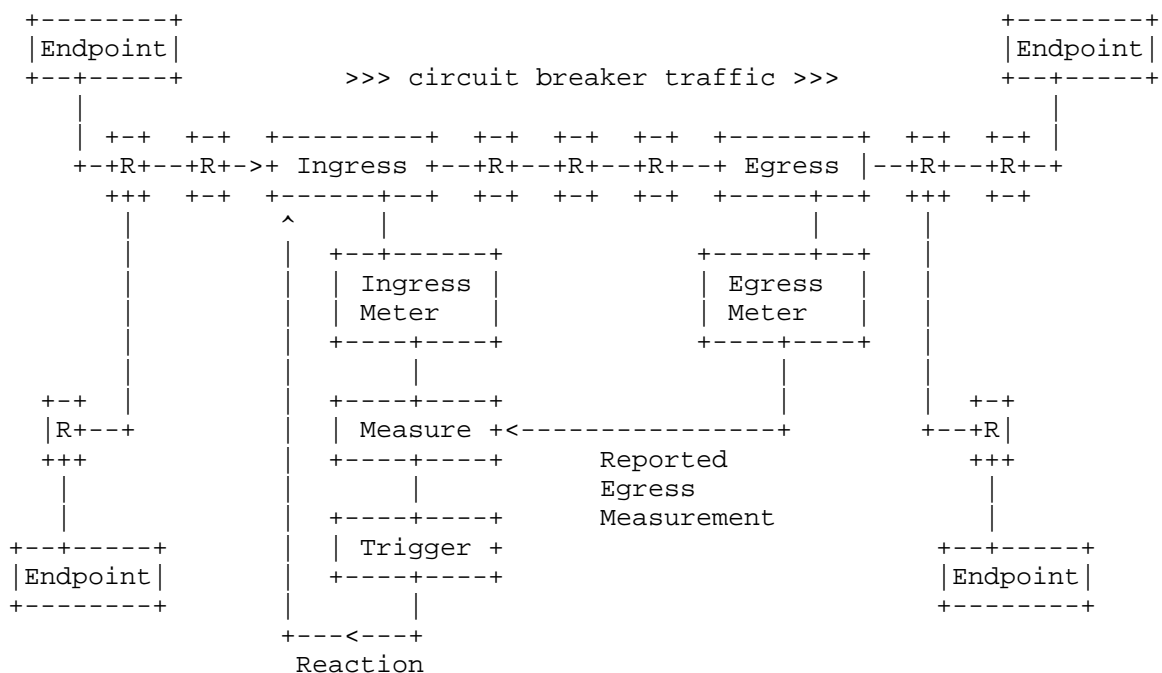 Endpoint Endpoint
>>> circuit breaker traffic >>>
R R Ingress R R R Egress R R
Ingress Egress
Meter Meter
R Measure R
Reported
Egress
Measurement
Trigger
Endpoint Endpoint
Reaction